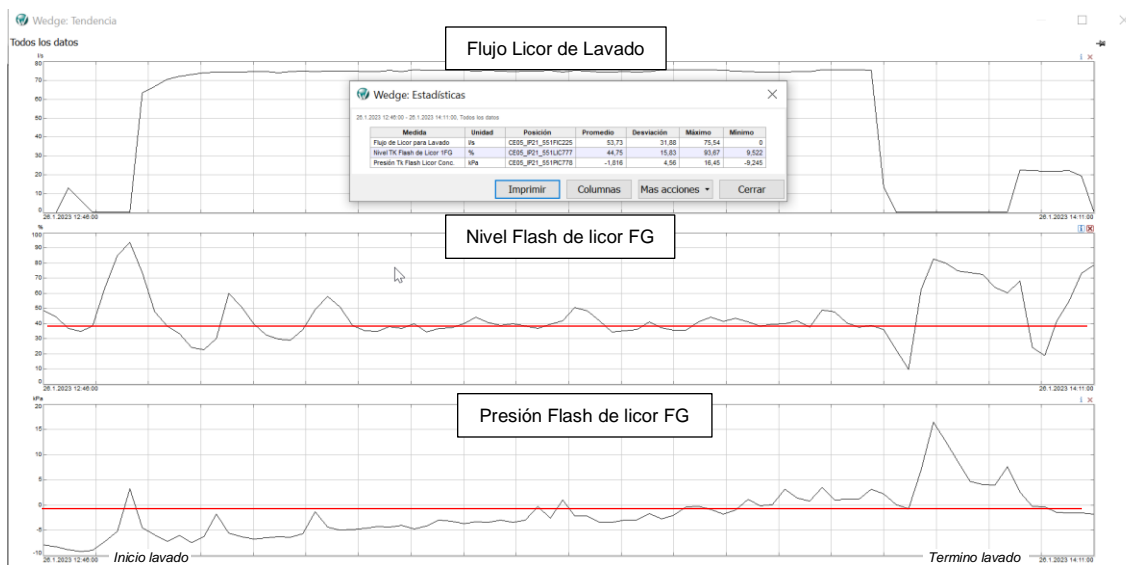 Wedge: Tendencia
Todos los datos
Flujo Licor de Lavado
l/s
80
70
60
50
40
30
20
10
0
26.1.2023 12:46:00
26.1.2023 14:11:00
Wedge: Estadísticas
26.1.2023 12:46:00 - 26.1.2023 14:11:00, Todos los datos
Medida Unidad Posición Promedio Desviación Máximo Mínimo
Flujo de Licor para Lavado l/s CE05_IP21_551FIC225 53,73 31,88 75,54 0
Nivel TK Flash de Licor 1FG % CE05_IP21_551LIC777 44,75 15,83 93,67 9,522
Presión Tk Flash Licor Conc. kPa CE05_IP21_551PIC778 -1,816 4,56 16,45 -9,245
Imprimir Columnas Mas acciones Cerrar
Nivel Flash de licor FG
%
100
90
80
70
60
50
40
30
20
10
0
26.1.2023 12:46:00
26.1.2023 14:11:00
Presión Flash de licor FG
kPa
20
15
10
5
0
-5
-10
26.1.2023 12:46:00
Inicio lavado
Termino lavado
26.1.2023 14:11:00